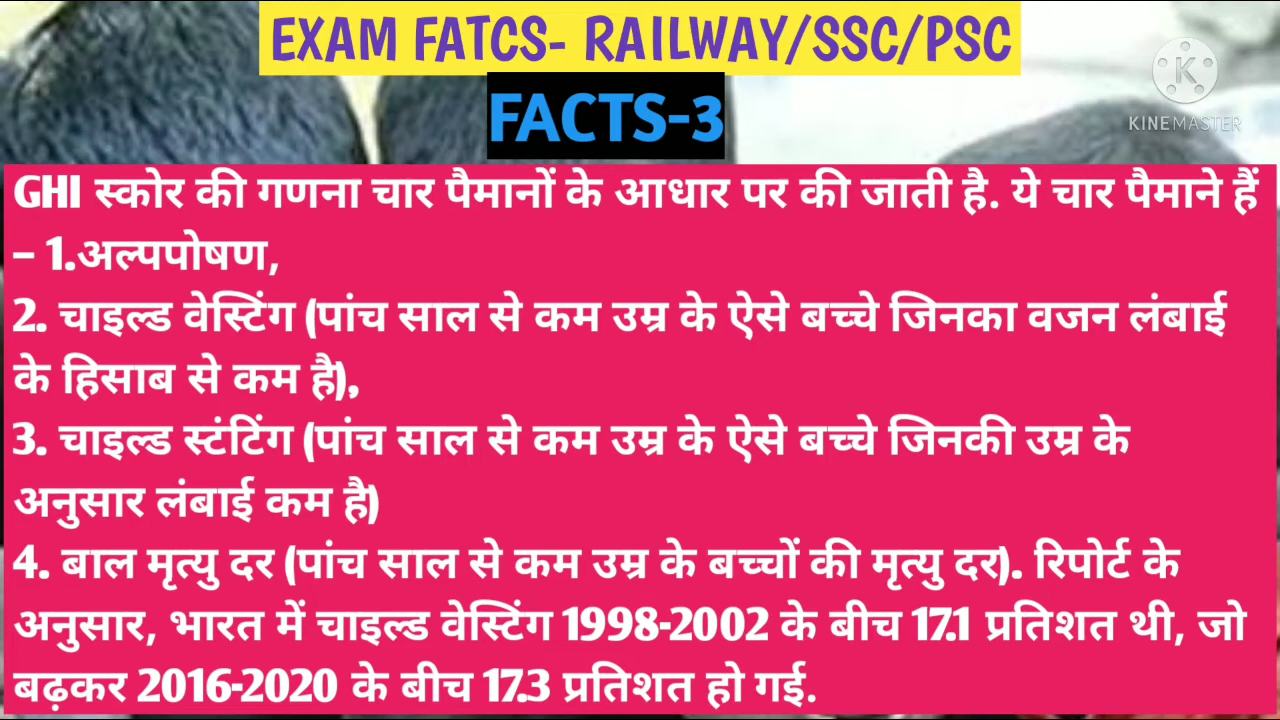 EXAM FATCS- RAILWAY/SSC/PSC
K
KINEMASTER
FACTS-3
GHI स्कोर की गणना चार पैमानों के आधार पर की जाती है. ये चार पैमाने हैं
– 1.अल्पपोषण,
2. चाइल्ड वेस्टिंग (पांच साल से कम उम्र के ऐसे बच्चे जिनका वजन लंबाई
के हिसाब से कम है),
3. चाइल्ड स्टंटिंग (पांच साल से कम उम्र के ऐसे बच्चे जिनकी उम्र के
अनुसार लंबाई कम है)
4. बाल मृत्यु दर (पांच साल से कम उम्र के बच्चों की मृत्यु दर). रिपोर्ट के
अनुसार, भारत में चाइल्ड वेस्टिंग 1998-2002 के बीच 17.1 प्रतिशत थी, जो
बढ़कर 2016-2020 के बीच 17.3 प्रतिशत हो गई.